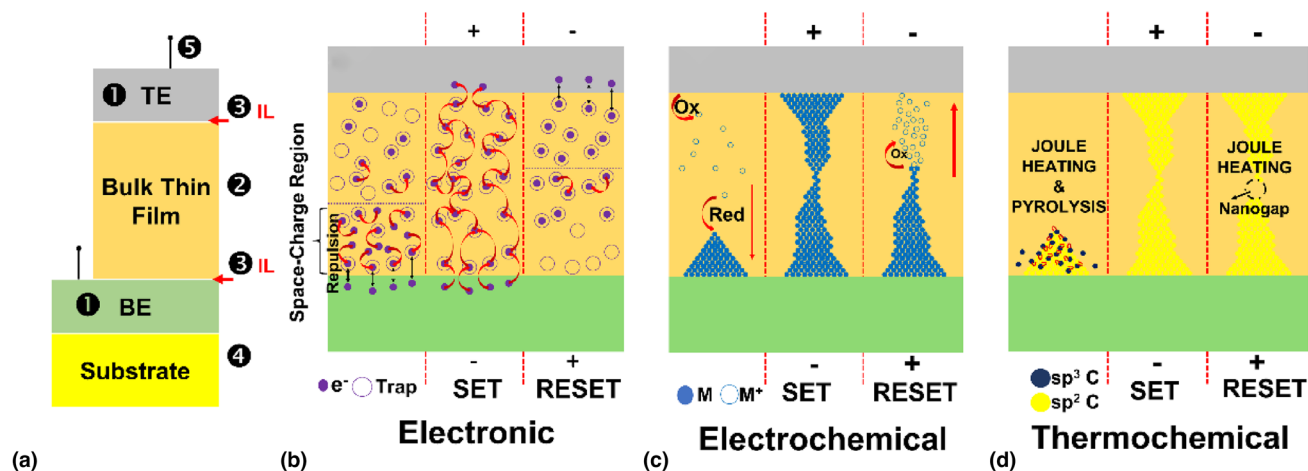 ❺
❶ TE
❸ IL
Bulk Thin
Film
❷
❸ IL
❶ BE
Substrate
❹
(a)
+ -
Space-Charge Region
Repulsion
- +
e- Trap SET RESET
Electronic
(b)
+ -
Ox
Ox
Red
- +
M M+ SET RESET
Electrochemical
(c)
+ -
JOULE
HEATING
&
PYROLYSIS
JOULE
HEATING
Nanogap
- +
sp3 C
sp2 C
SET RESET
Thermochemical
(d)